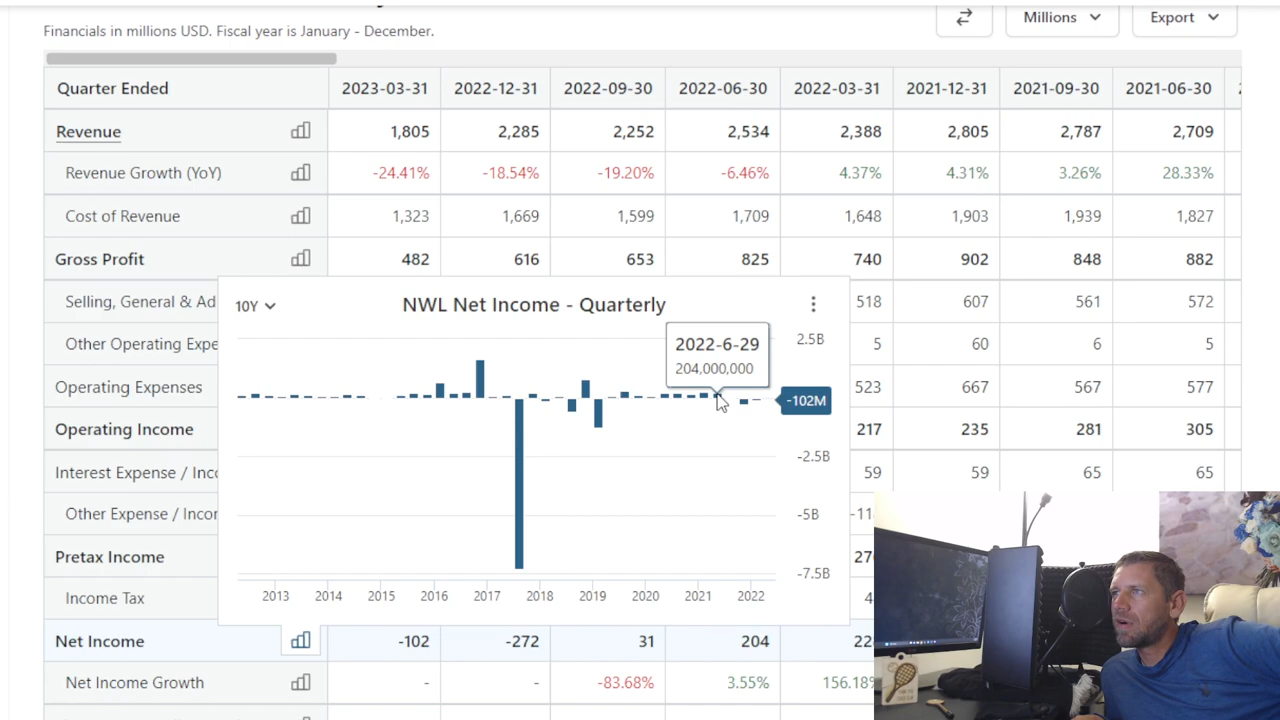 Financials in millions USD. Fiscal year is January - December.
Millions
Export
Quarter Ended 2023-03-31 2022-12-31 2022-09-30 2022-06-30 2022-03-31 2021-12-31 2021-09-30 2021-06-30
Revenue 1,805 2,285 2,252 2,534 2,388 2,805 2,787 2,709
Revenue Growth (YoY) -24.41% -18.54% -19.20% -6.46% 4.37% 4.31% 3.26% 28.33%
Cost of Revenue 1,323 1,669 1,599 1,709 1,648 1,903 1,939 1,827
Gross Profit 482 616 653 825 740 902 848 882
Selling, General & Ad 518 607 561 572
Other Operating Expe 5 60 6 5
Operating Expenses 523 667 567 577
Operating Income 217 235 281 305
Interest Expense / Inc 59 59 65 65
Other Expense / Incor
Pretax Income
Income Tax
Net Income -102 -272 31 204
Net Income Growth - - -83.68% 3.55% 156.18%
10Y
NWL Net Income - Quarterly
2022-6-29
204,000,000
2.5B
-102M
-2.5B
-5B
-7.5B
2013 2014 2015 2016 2017 2018 2019 2020 2021 2022